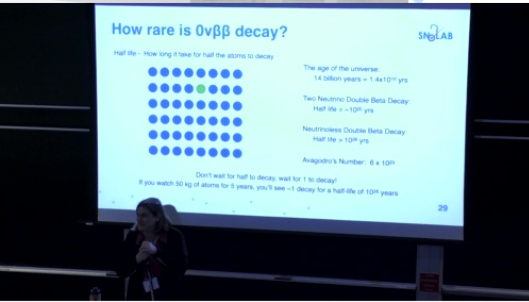 How rare is 0νββ decay?
SNOLAB
Half life - How long it take for half the atoms to decay
The age of the universe:
14 billion years = 1.4x10¹⁰ yrs
Two Neutrino Double Beta Decay:
Half life = yrs
Neutrinoless Double Beta Decay:
Half life > yrs
Avagodro's Number: 6 x 10²³
Don't wait for half to decay, wait for 1 to decay!
If you watch 50 kg of atoms for 5 years, you'll see ~1 decay for a half-life of years
29